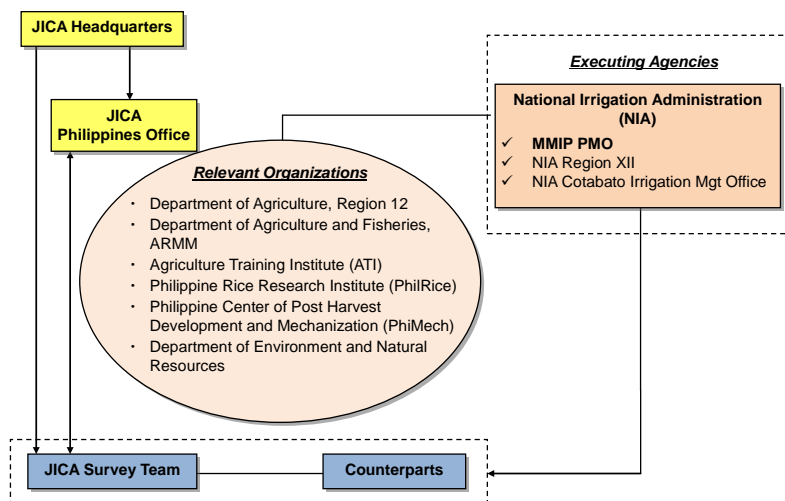 JICA Headquarters
JICA
Philippines Office
Executing Agencies
National Irrigation Administration
(NIA)
✓ MMIP PMO
✓ NIA Region XII
✓ NIA Cotabato Irrigation Mgt Office
Relevant Organizations
· Department of Agriculture, Region 12
· Department of Agriculture and Fisheries,
ARMM
· Agriculture Training Institute (ATI)
· Philippine Rice Research Institute (PhilRice)
· Philippine Center of Post Harvest
Development and Mechanization (PhiMech)
· Department of Environment and Natural
Resources
JICA Survey Team
Counterparts